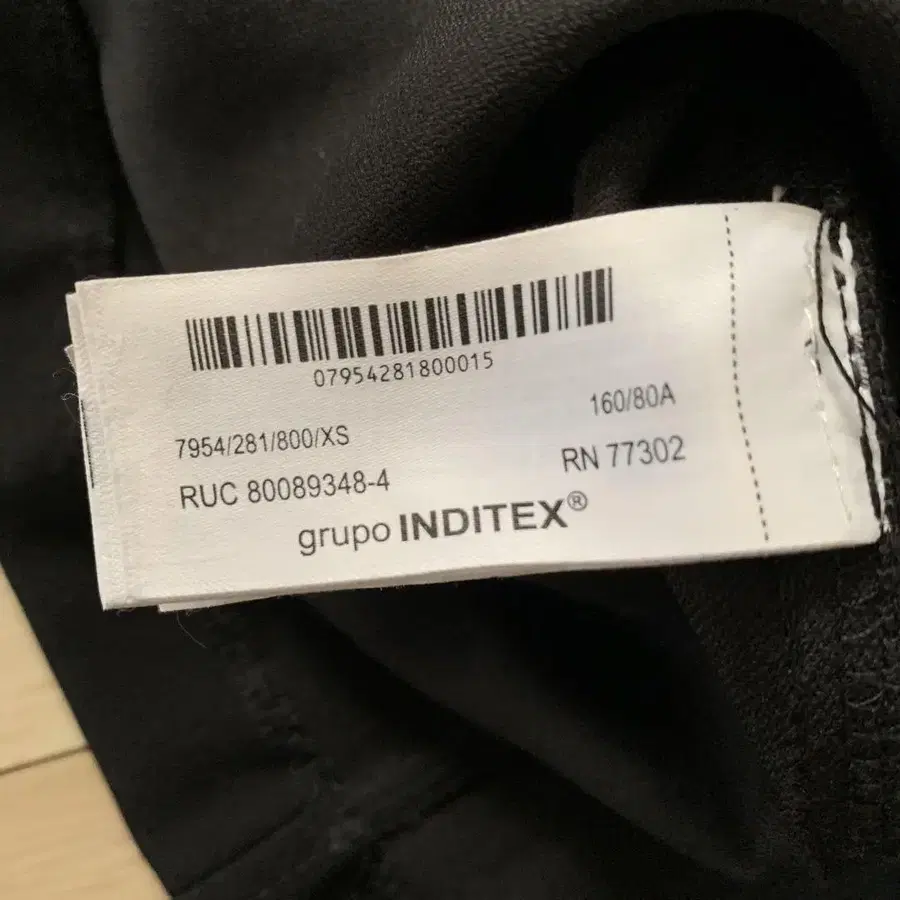 07954281800015
160/80A
7954/281/800/XS
RN 77302
RUC 80089348-4
grupo INDITEX®